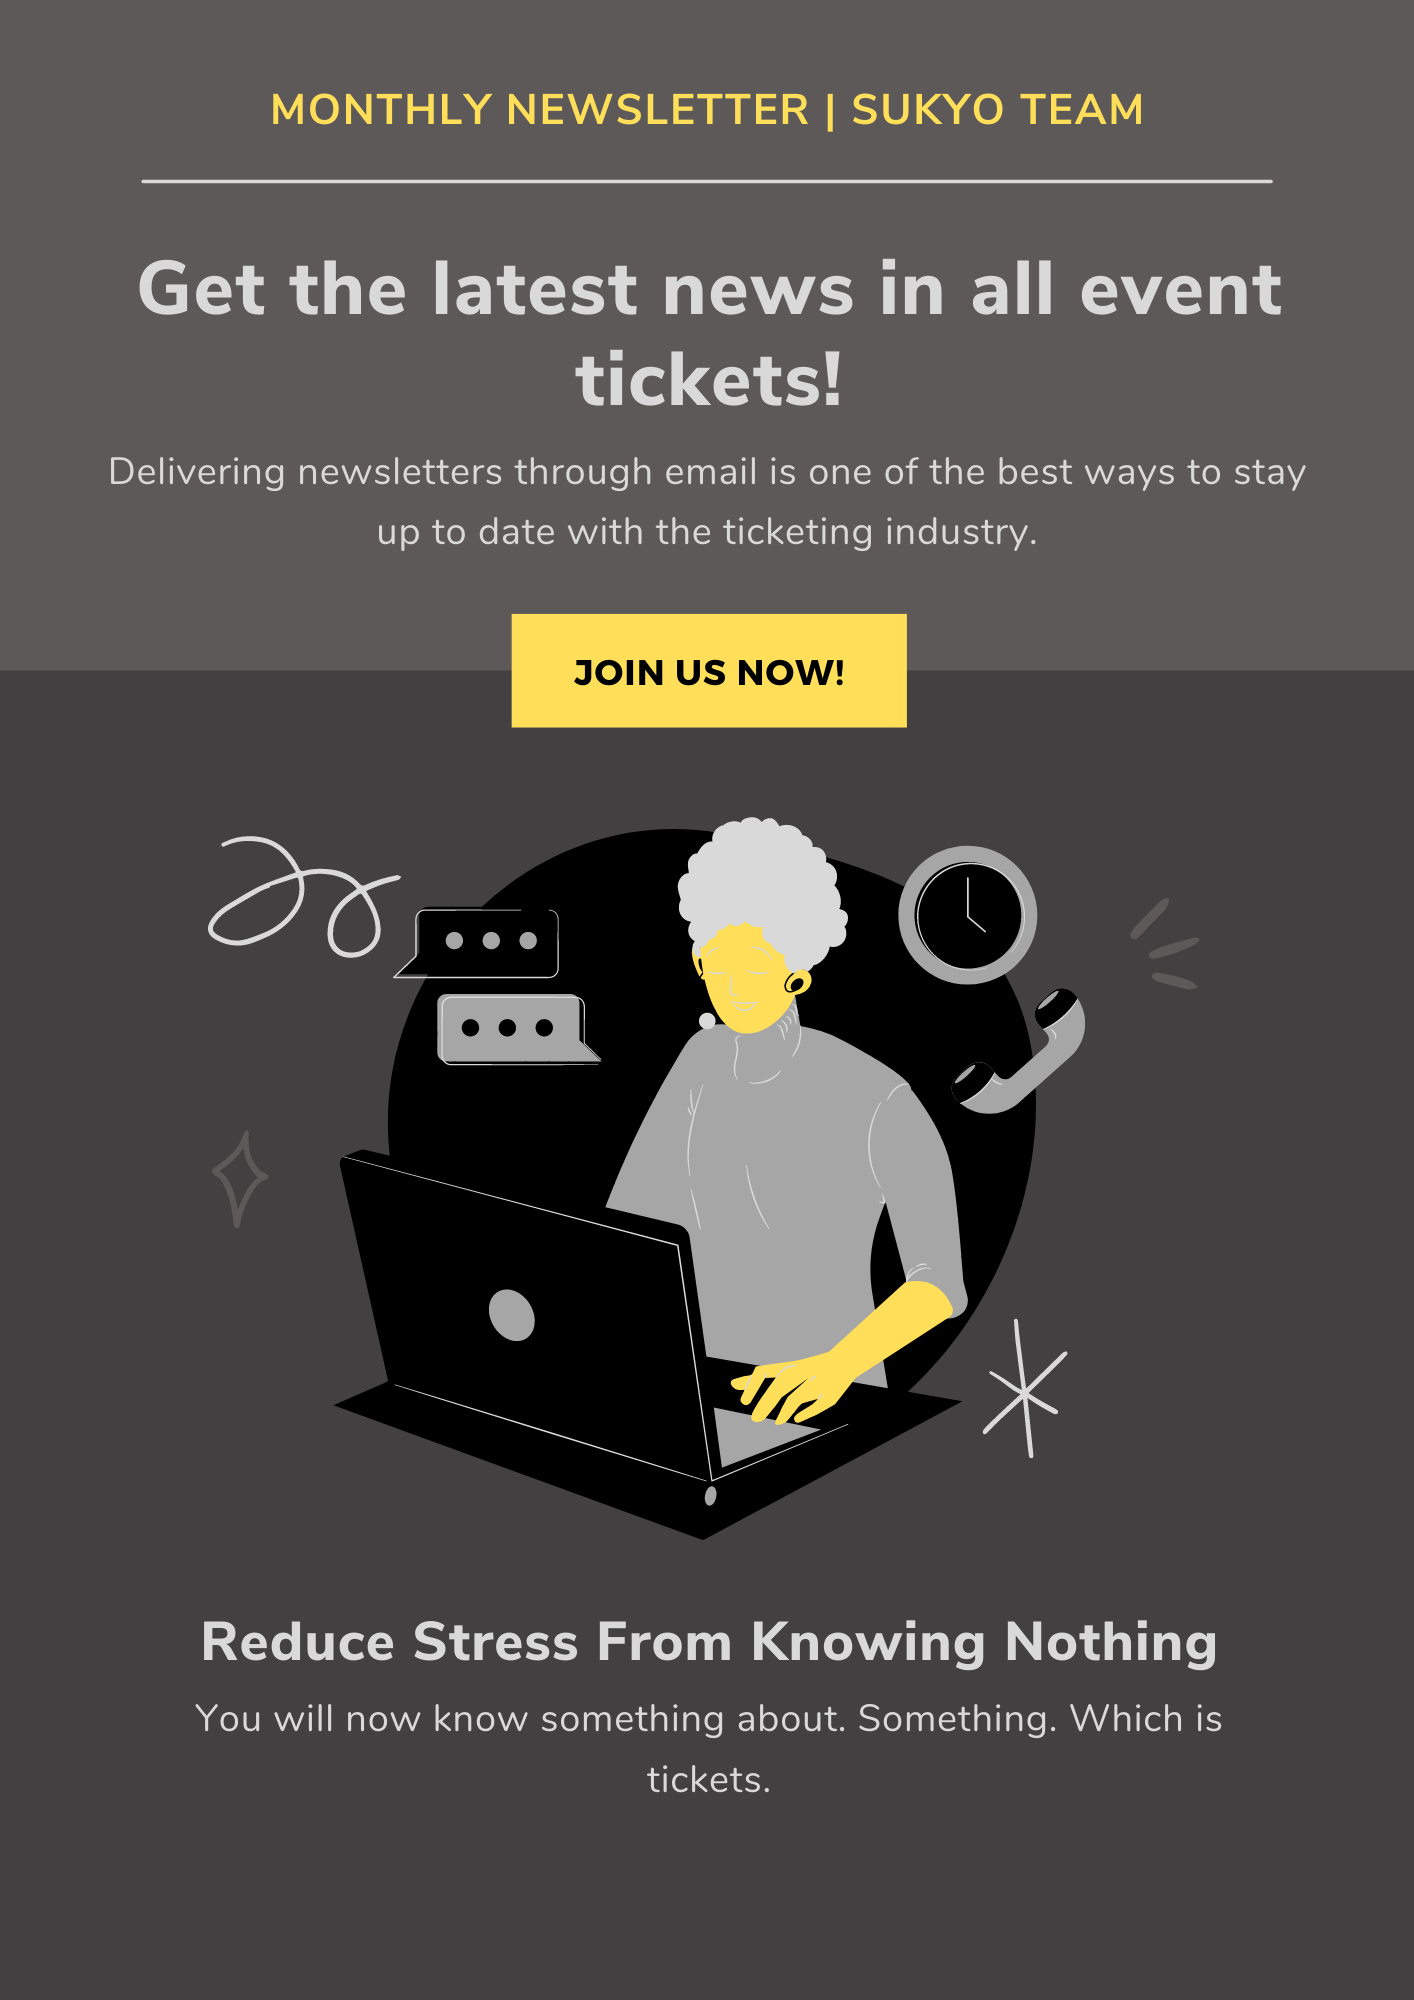 MONTHLY NEWSLETTER | SUKYO TEAM
Get the latest news in all event
tickets!
Delivering newsletters through email is one of the best ways to stay
up to date with the ticketing industry.
JOIN US NOW!
Reduce Stress From Knowing Nothing
You will now know something about. Something. Which is
tickets.